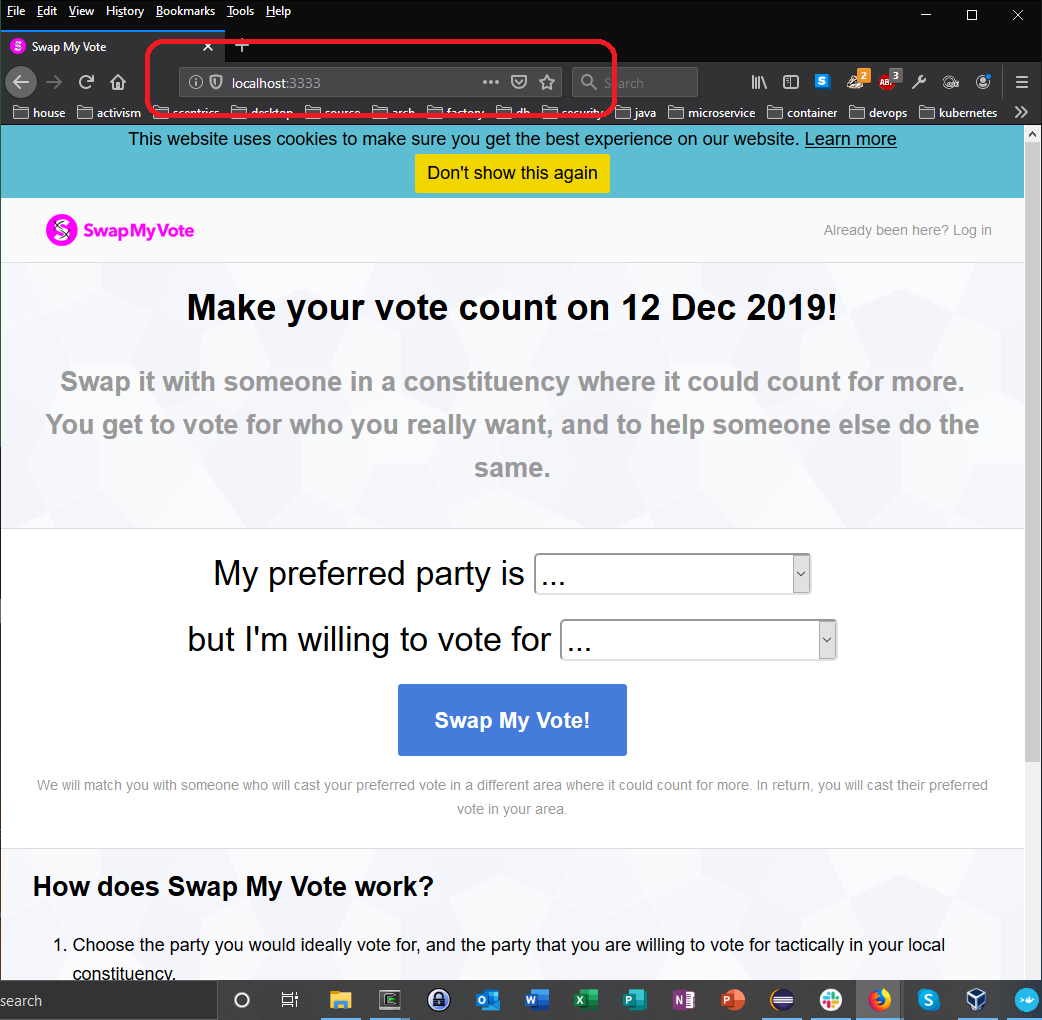 File Edit View History Bookmarks Tools Help
Swap My Vote
localhost:3333
Search
2
3
house activism desktop source arch factory db security java microservice container devops kubernetes
This website uses cookies to make sure you get the best experience on our website. Learn more
Don't show this again
SwapMyVote
Already been here? Log in
Make your vote count on 12 Dec 2019!
Swap it with someone in a constituency where it could count for more.
You get to vote for who you really want, and to help someone else do the
same.
My preferred party is ...
but I'm willing to vote for ...
Swap My Vote!
We will match you with someone who will cast your preferred vote in a different area where it could count for more. In return, you will cast their preferred
vote in your area.
How does Swap My Vote work?
1. Choose the party you would ideally vote for, and the party that you are willing to vote for tactically in your local
constituency.
search